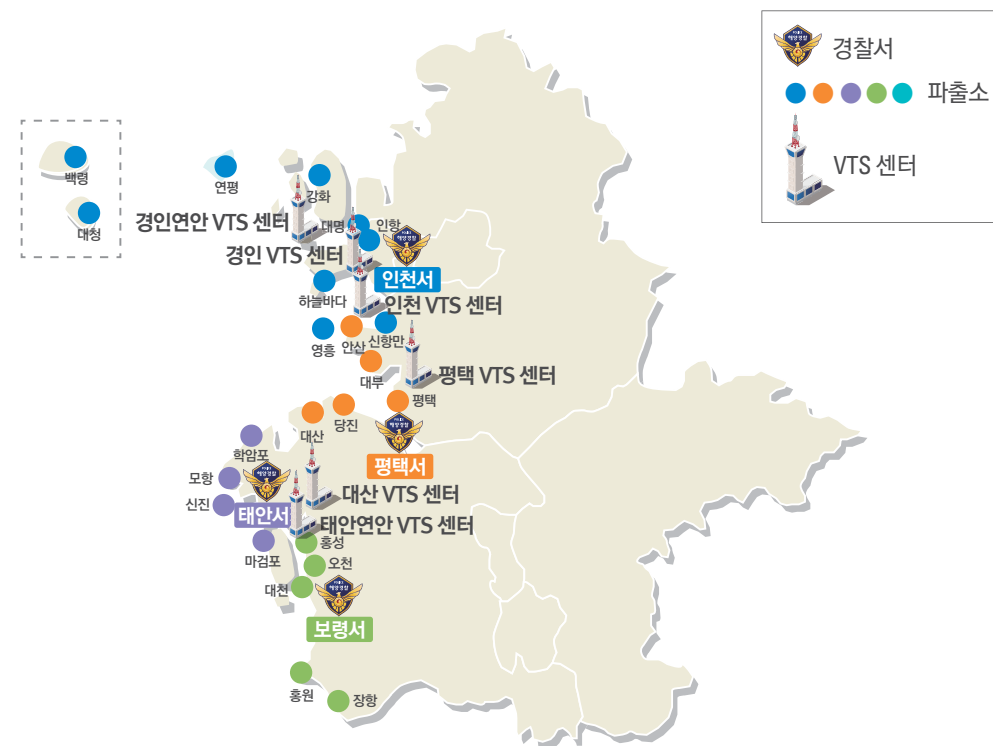 경찰서
파출소
VTS 센터
백령
대청
연평
강화
경인연안 VTS 센터
대명
인항
경인 VTS 센터
인천서
하늘바다
인천 VTS 센터
영흥
안산
신항만
대부
평택 VTS 센터
평택
당진
대산
평택서
학암포
모항
신진
태안서
대산 VTS 센터
태안연안 VTS 센터
마검포
홍성
오천
대천
보령서
홍원
장항